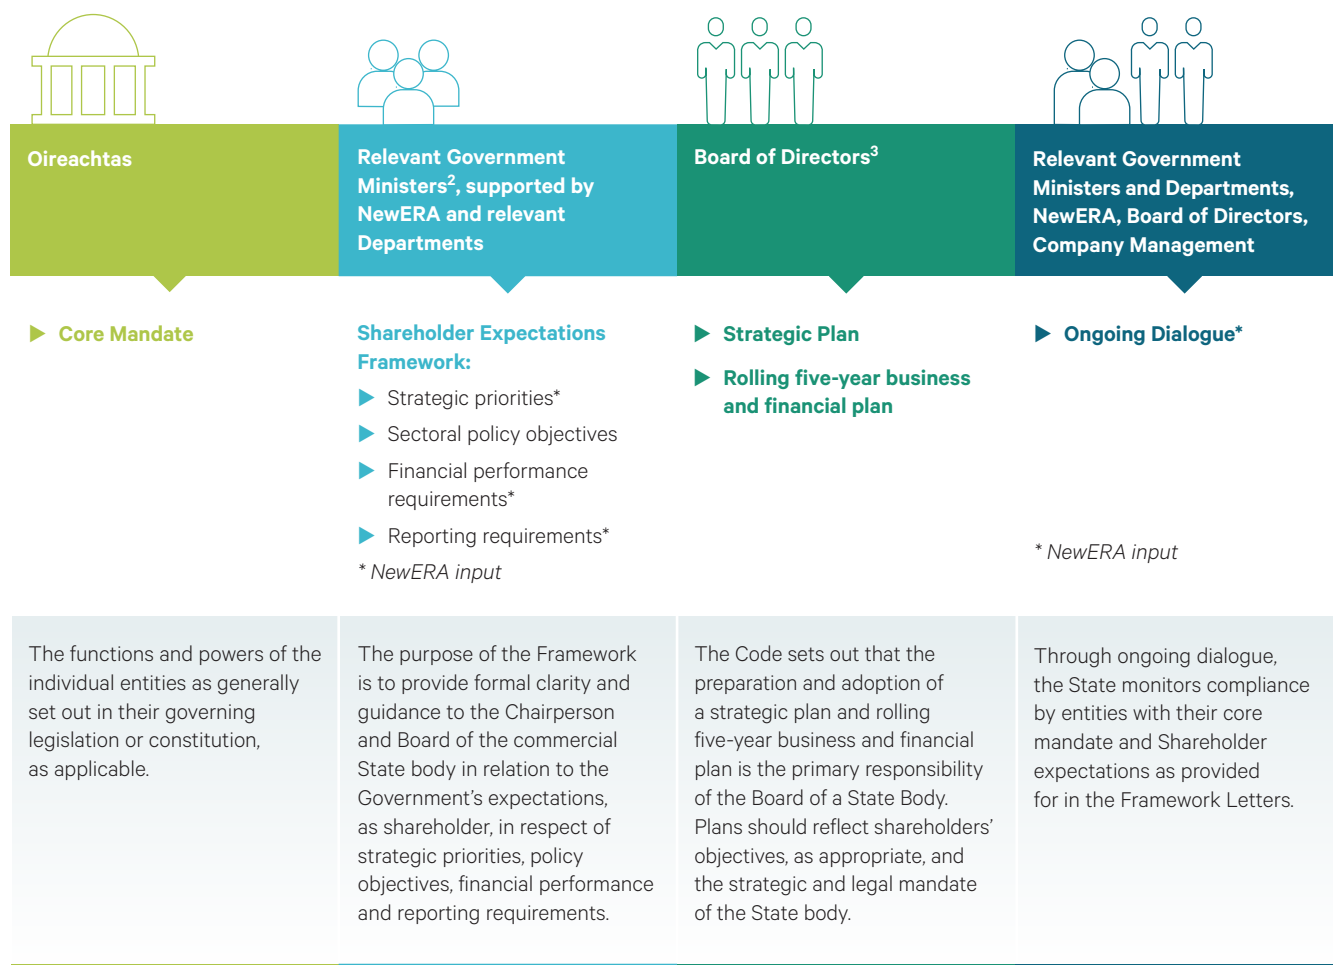 Oireachtas
Relevant Government
Ministers2, supported by
NewERA and relevant
Departments
Board of Directors3
Relevant Government
Ministers and Departments,
NewERA, Board of Directors,
Company Management
Core Mandate
Shareholder Expectations
Framework:
Strategic priorities*
Sectoral policy objectives
Financial performance
requirements*
Reporting requirements*
* NewERA input
Strategic Plan
Rolling five-year business
and financial plan
Ongoing Dialogue*
* NewERA input
The functions and powers of the
individual entities as generally
set out in their governing
legislation or constitution,
as applicable.
The purpose of the Framework
is to provide formal clarity and
guidance to the Chairperson
and Board of the commercial
State body in relation to the
Government’s expectations,
as shareholder, in respect of
strategic priorities, policy
objectives, financial performance
and reporting requirements.
The Code sets out that the
preparation and adoption of
a strategic plan and rolling
five-year business and financial
plan is the primary responsibility
of the Board of a State Body.
Plans should reflect shareholders’
objectives, as appropriate, and
the strategic and legal mandate
of the State body.
Through ongoing dialogue,
the State monitors compliance
by entities with their core
mandate and Shareholder
expectations as provided
for in the Framework Letters.